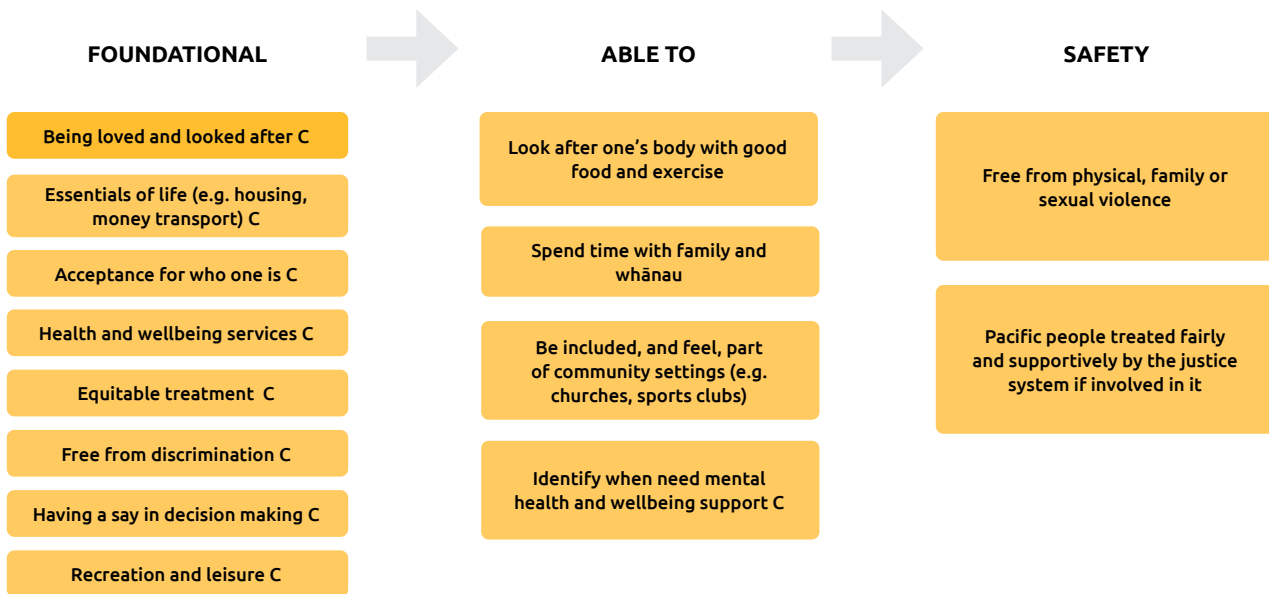 FOUNDATIONAL
Being loved and looked after C
Essentials of life (e.g. housing,
money transport) C
Acceptance for who one is C
Health and wellbeing services C
Equitable treatment  C
Free from discrimination C
Having a say in decision making C
Recreation and leisure C
ABLE TO
Look after one’s body with good
food and exercise
Spend time with family and
whānau
Be included, and feel, part
of community settings (e.g.
churches, sports clubs)
Identify when need mental
health and wellbeing support C
SAFETY
Free from physical, family or
sexual violence
Pacific people treated fairly
and supportively by the justice
system if involved in it